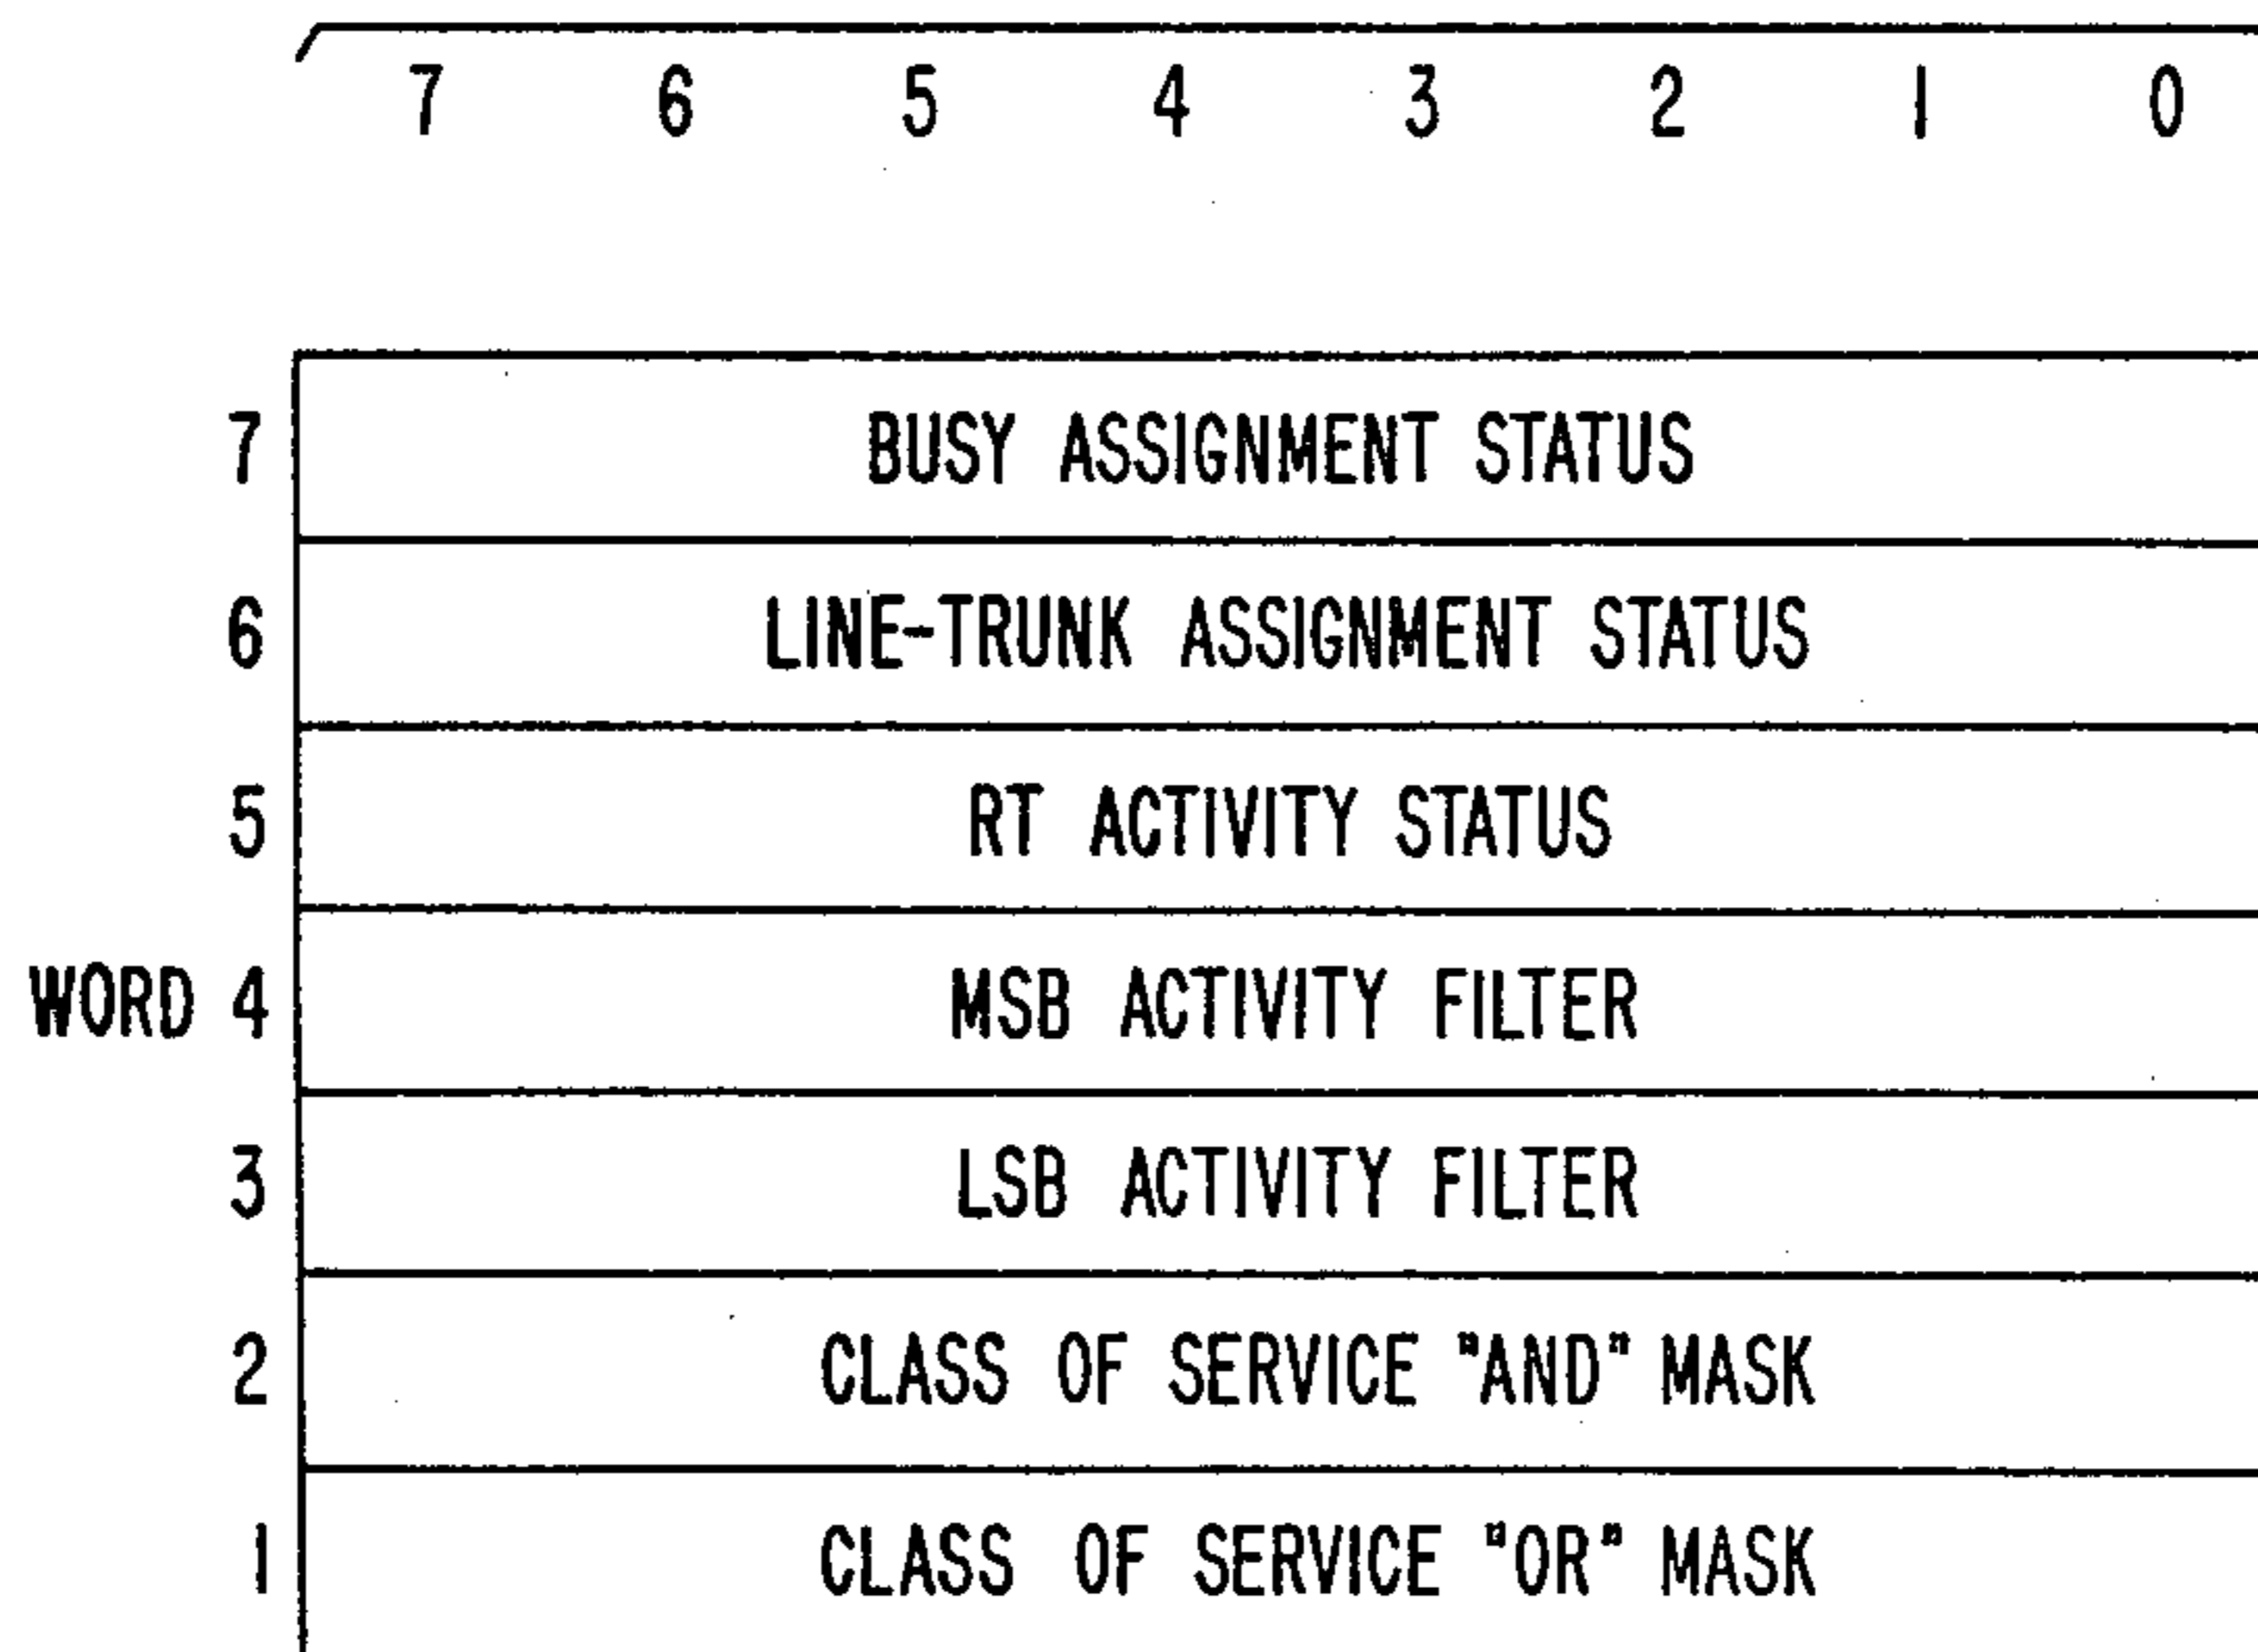 7 6 5 4 3 2 1 0
7 BUSY ASSIGNMENT STATUS
6 LINE-TRUNK ASSIGNMENT STATUS
5 RT ACTIVITY STATUS
WORD 4 MSB ACTIVITY FILTER
3 LSB ACTIVITY FILTER
2 CLASS OF SERVICE "AND" MASK
1 CLASS OF SERVICE "OR" MASK